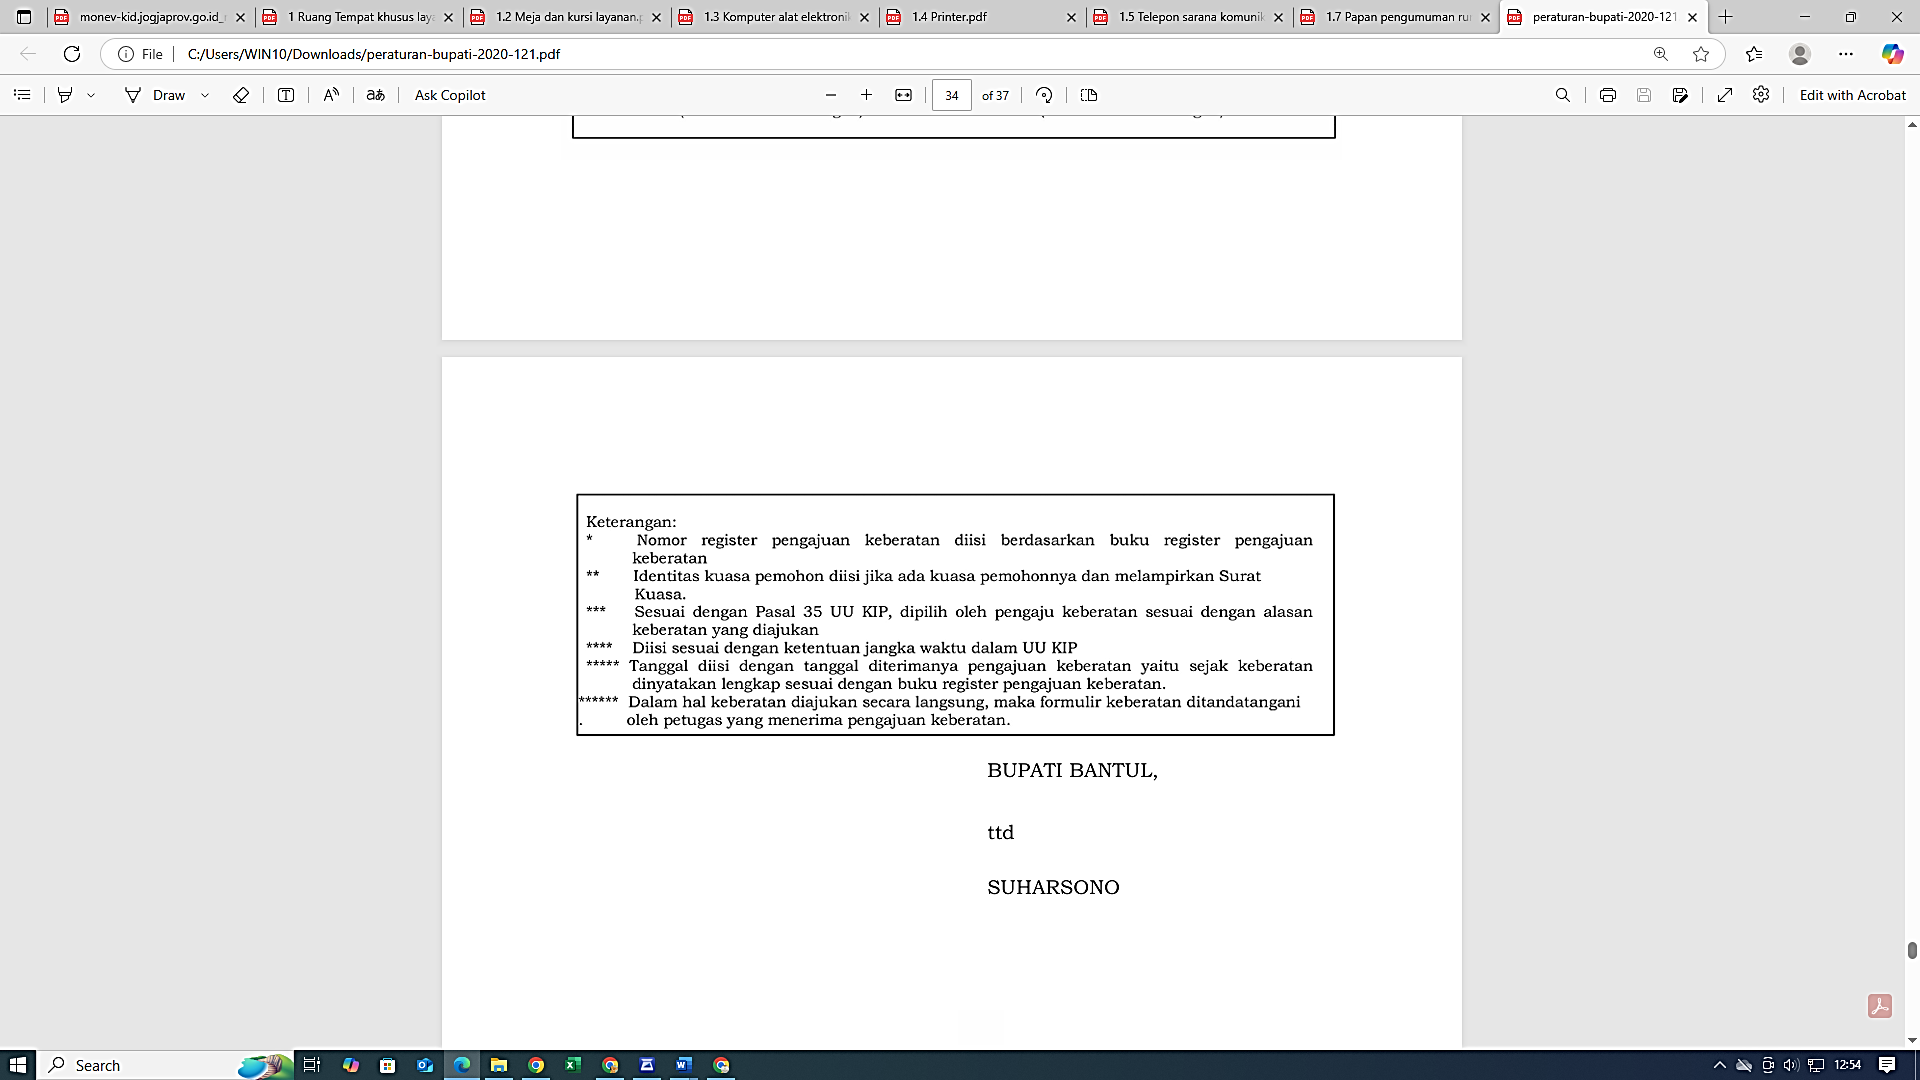 monev-kid.jogjaprov.go.id_
1 Ruang Tempat khusus laya
1.2 Meja dan kursi layanan.p
1.3 Komputer alat elektronik
1.4 Printer.pdf
1.5 Telepon sarana komunik
1.7 Papan pengumuman ru
peraturan-bupati-2020-121
File C:/Users/WIN10/Downloads/peraturan-bupati-2020-121.pdf
Draw Ask Copilot 34 of 37 Edit with Acrobat
Keterangan:
* Nomor register pengajuan keberatan diisi berdasarkan buku register pengajuan
keberatan
** Identitas kuasa pemohon diisi jika ada kuasa pemohonnya dan melampirkan Surat
Kuasa.
*** Sesuai dengan Pasal 35 UU KIP, dipilih oleh pengaju keberatan sesuai dengan alasan
keberatan yang diajukan
**** Diisi sesuai dengan ketentuan jangka waktu dalam UU KIP
***** Tanggal diisi dengan tanggal diterimanya pengajuan keberatan yaitu sejak keberatan
dinyatakan lengkap sesuai dengan buku register pengajuan keberatan.
****** Dalam hal keberatan diajukan secara langsung, maka formulir keberatan ditandatangani
. oleh petugas yang menerima pengajuan keberatan.
BUPATI BANTUL,
ttd
SUHARSONO
Search
12:54